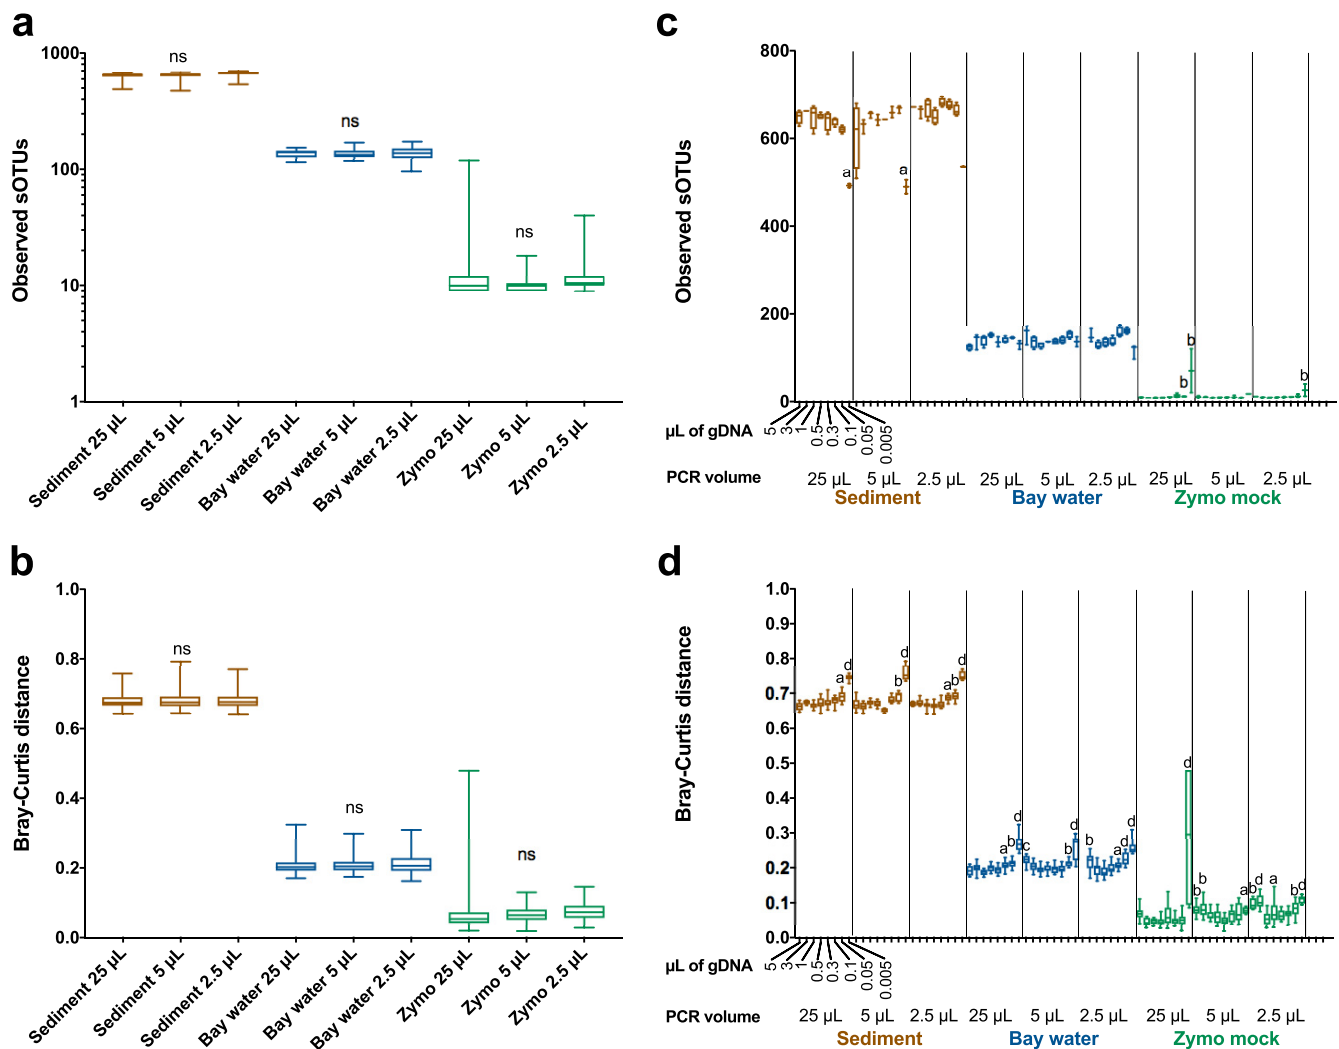 a
1000
100
10
1
Observed sOTUs
ns
ns
ns
Sediment 25 µL
Sediment 5 µL
Sediment 2.5 µL
Bay water 25 µL
Bay water 5 µL
Bay water 2.5 µL
Zymo 25 µL
Zymo 5 µL
Zymo 2.5 µL
c
800
600
400
200
0
Observed sOTUs
a
a
b
b
b
µL of gDNA
5
3
1
0.5
0.3
0.1
0.05
0.005
PCR volume
25 µL 5 µL 2.5 µL 25 µL 5 µL 2.5 µL 25 µL 5 µL 2.5 µL
Sediment Bay water Zymo mock
b
1.0
0.8
0.6
0.4
0.2
0.0
Bray-Curtis distance
ns
ns
ns
Sediment 25 µL
Sediment 5 µL
Sediment 2.5 µL
Bay water 25 µL
Bay water 5 µL
Bay water 2.5 µL
Zymo 25 µL
Zymo 5 µL
Zymo 2.5 µL
d
1.0
0.9
0.8
0.7
0.6
0.5
0.4
0.3
0.2
0.1
0.0
Bray-Curtis distance
a d
b d
a b d
a b d
c b d
b a d d
d
b b a
b d a b d
µL of gDNA
5
3
1
0.5
0.3
0.1
0.05
0.005
PCR volume
25 µL 5 µL 2.5 µL 25 µL 5 µL 2.5 µL 25 µL 5 µL 2.5 µL
Sediment Bay water Zymo mock